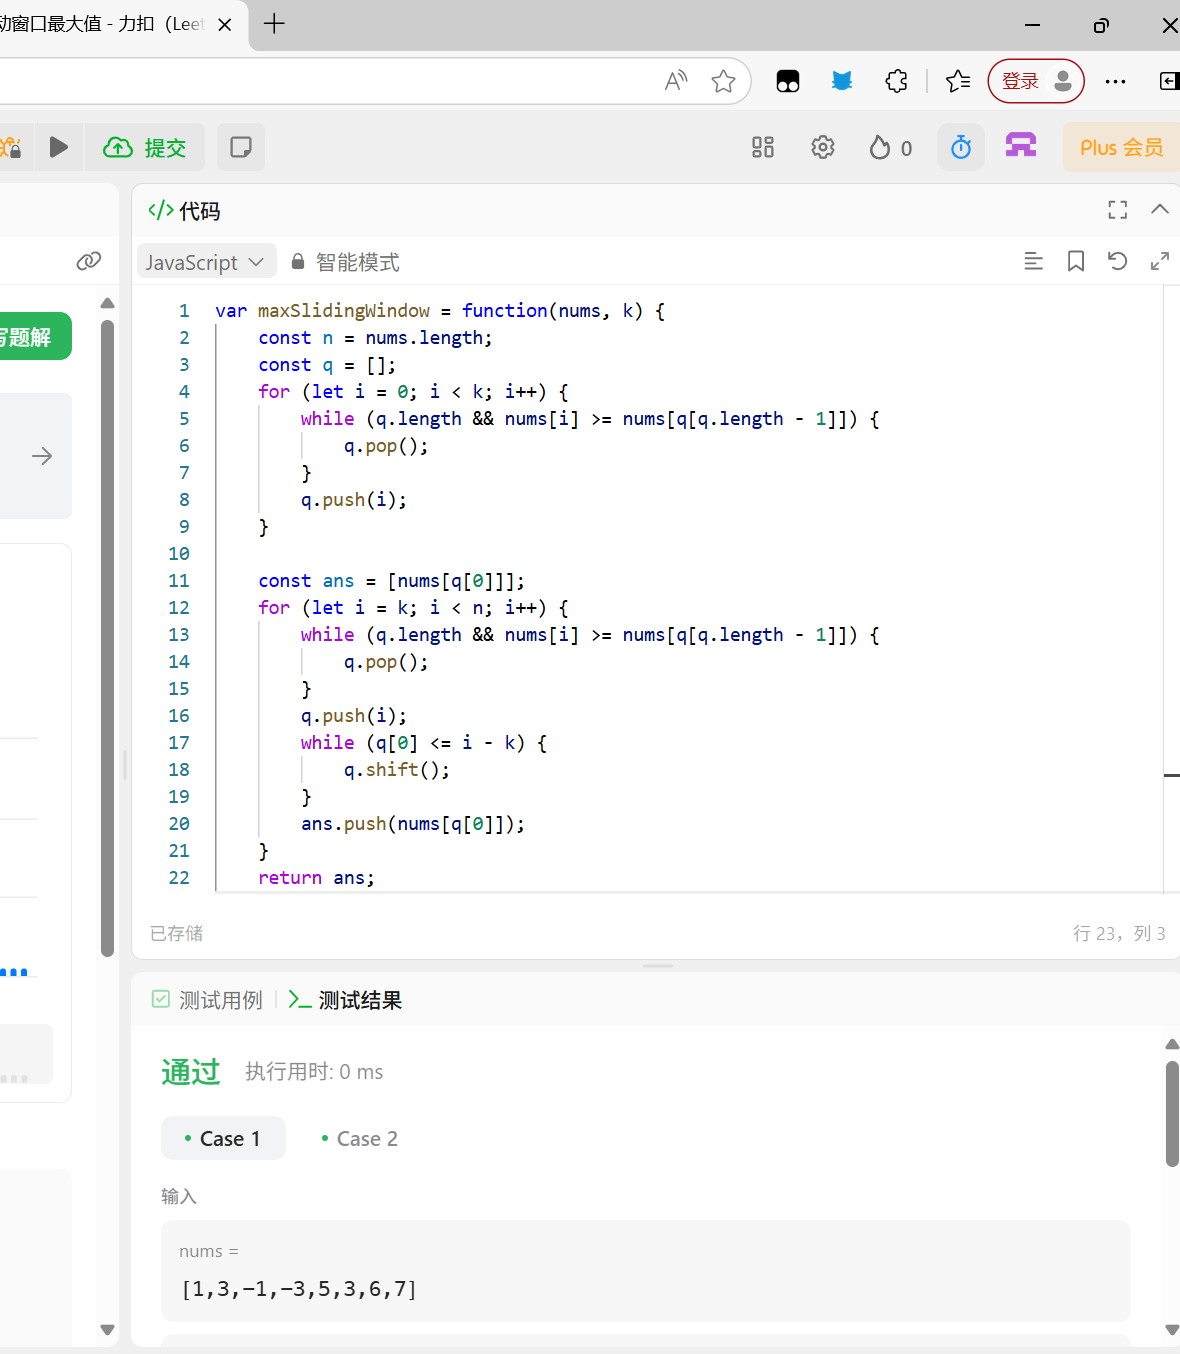 动窗口最大值 - 力扣 (Leet
登录
提交
0
Plus 会员
</> 代码
JavaScript
智能模式
写题解
1 var maxSlidingWindow = function(nums, k) {
2 const n = nums.length;
3 const q = [];
4 for (let i = 0; i < k; i++) {
5 while (q.length && nums[i] >= nums[q[q.length - 1]]) {
6 q.pop();
7 }
8 q.push(i);
9 }
10
11 const ans = [nums[q[0]]];
12 for (let i = k; i < n; i++) {
13 while (q.length && nums[i] >= nums[q[q.length - 1]]) {
14 q.pop();
15 }
16 q.push(i);
17 while (q[0] <= i - k) {
18 q.shift();
19 }
20 ans.push(nums[q[0]]);
21 }
22 return ans;
已存储
行 23，列 3
测试用例
测试结果
通过 执行用时: 0 ms
Case 1
Case 2
输入
nums =
[1,3,-1,-3,5,3,6,7]